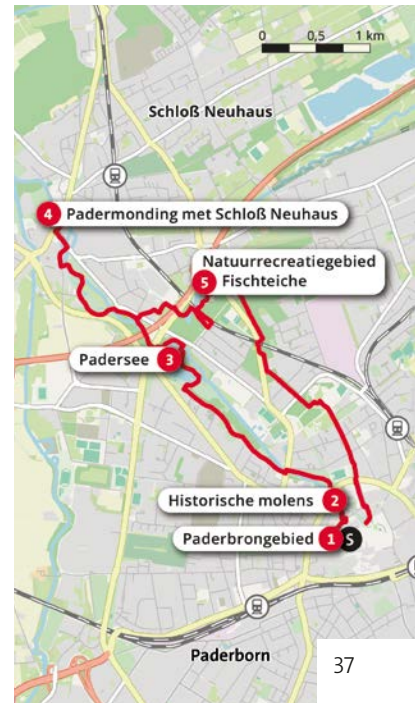 0 0,5 1 km
Schloß Neuhaus
4 Padermonding met Schloß Neuhaus
Natuurrecreatiegebied
5 Fischteiche
Padersee 3
Historische molens 2
Paderbrongebied 1 S
Paderborn
37